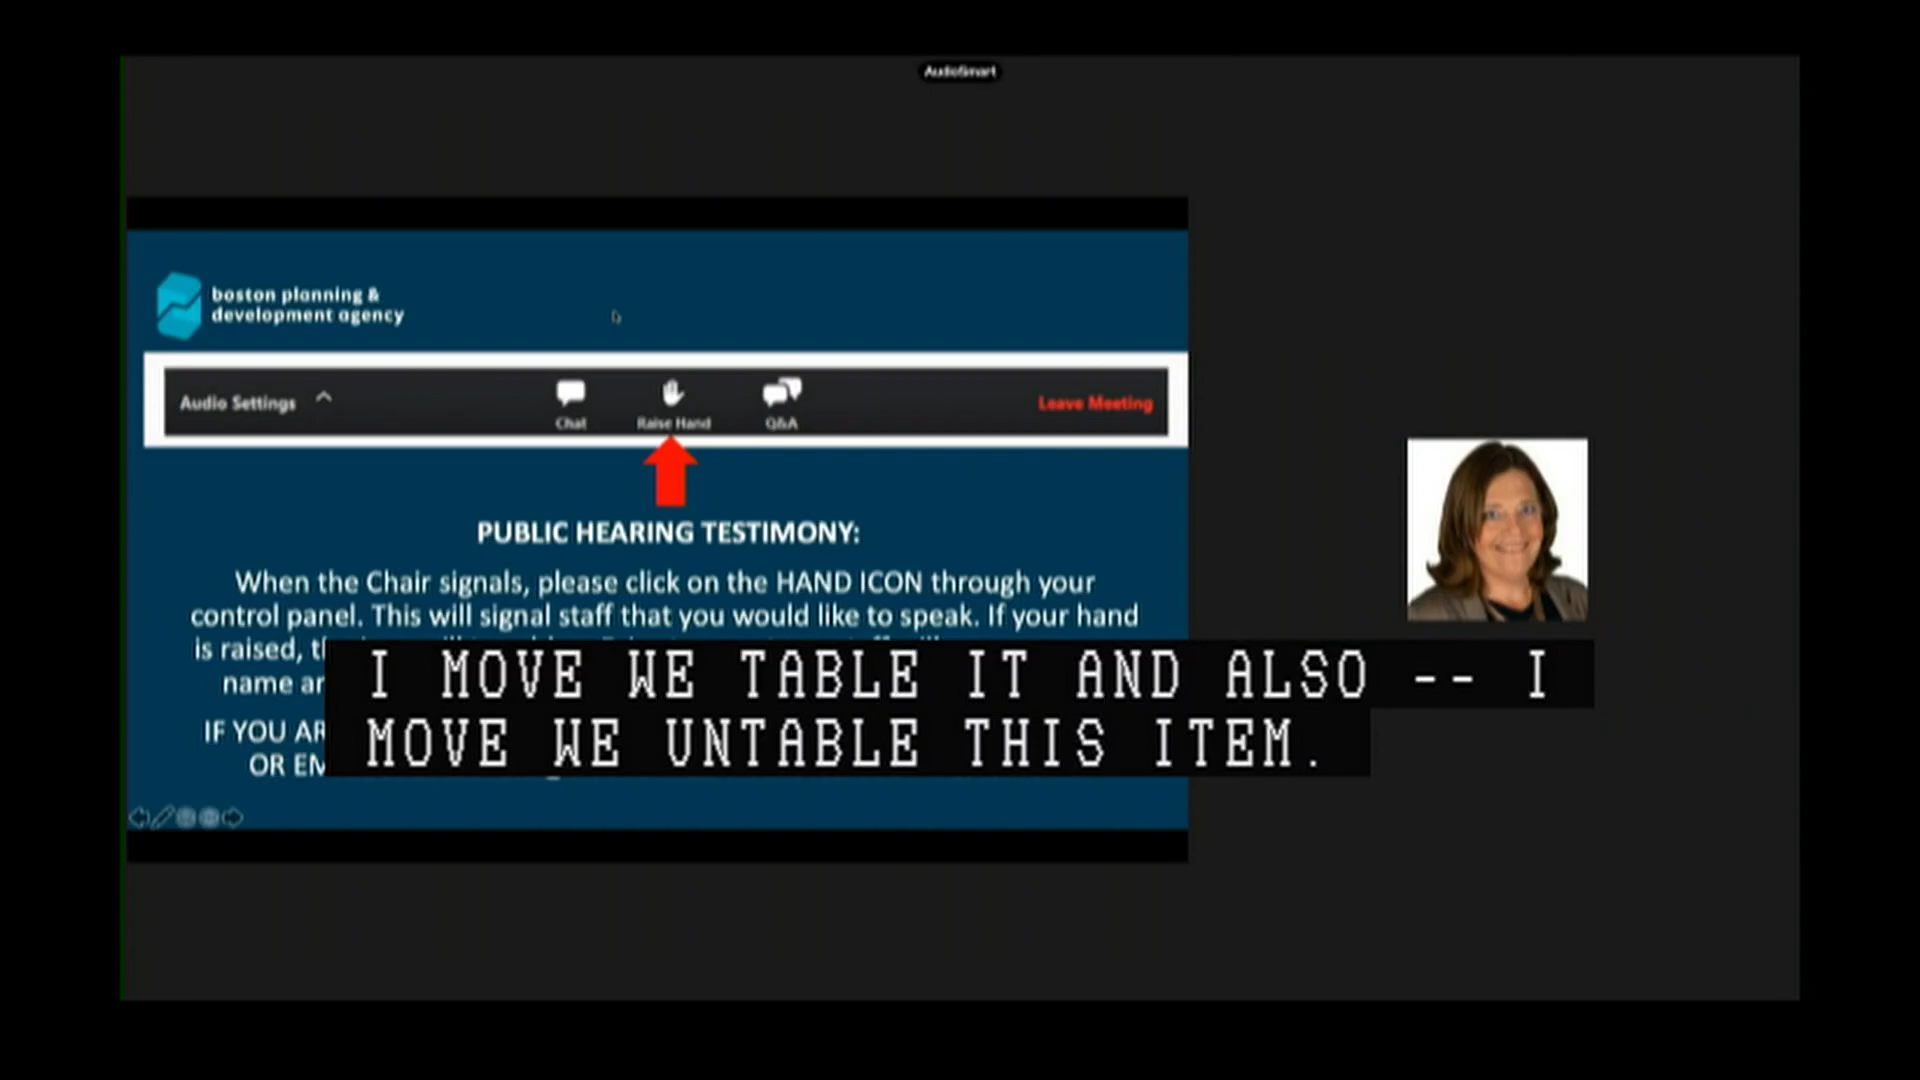 AudioSmart
boston planning &
development agency
Audio Settings
Chat
Raise Hand
Q&A
Leave Meeting
PUBLIC HEARING TESTIMONY:
When the Chair signals, please click on the HAND ICON through your
control panel. This will signal staff that you would like to speak. If your hand
is raised,
name
IF YOU
OR
I MOVE WE TABLE IT AND ALSO -- I
MOVE WE UNTABLE THIS ITEM.